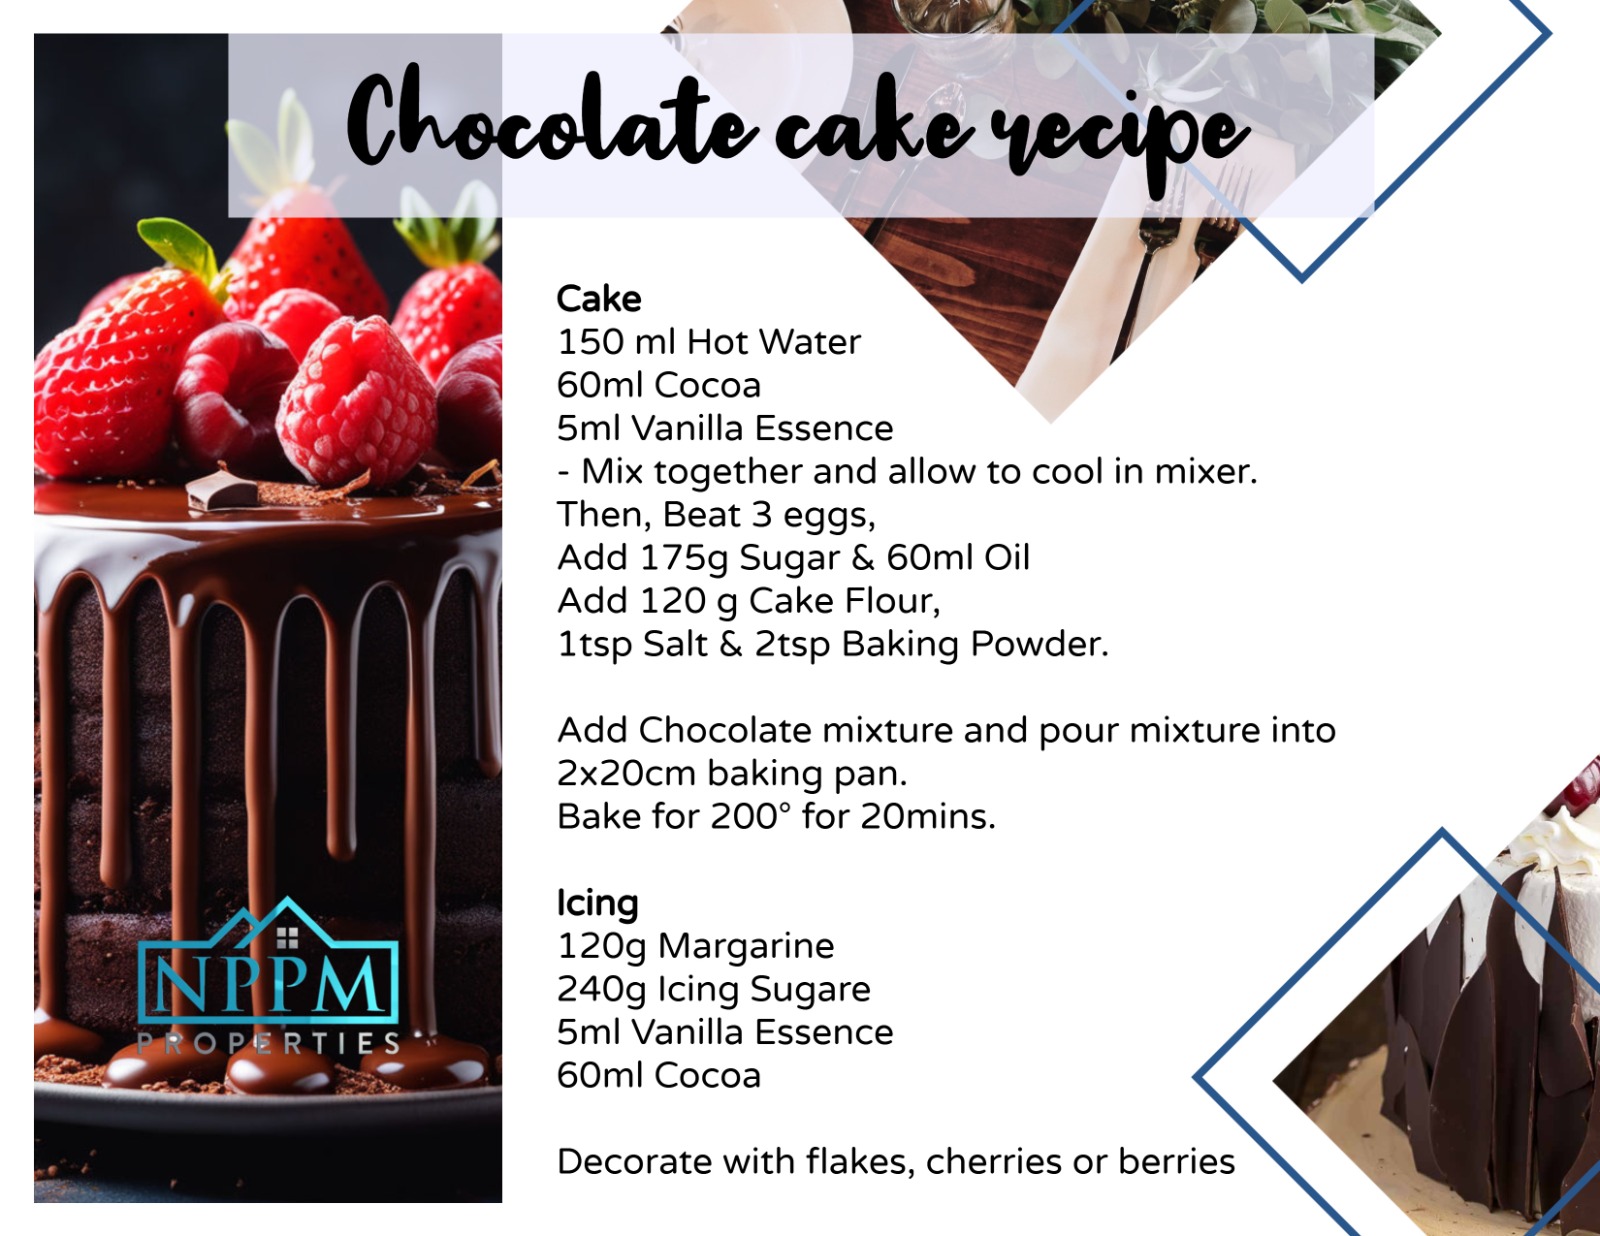 Chocolate cake recipe
Cake
150 ml Hot Water
60ml Cocoa
5ml Vanilla Essence
- Mix together and allow to cool in mixer.
Then, Beat 3 eggs,
Add 175g Sugar & 60ml Oil
Add 120 g Cake Flour,
1tsp Salt & 2tsp Baking Powder.
Add Chocolate mixture and pour mixture into
2x20cm baking pan.
Bake for 200° for 20mins.
Icing
120g Margarine
240g Icing Sugare
5ml Vanilla Essence
60ml Cocoa
Decorate with flakes, cherries or berries
NPPM
PROPERTIES